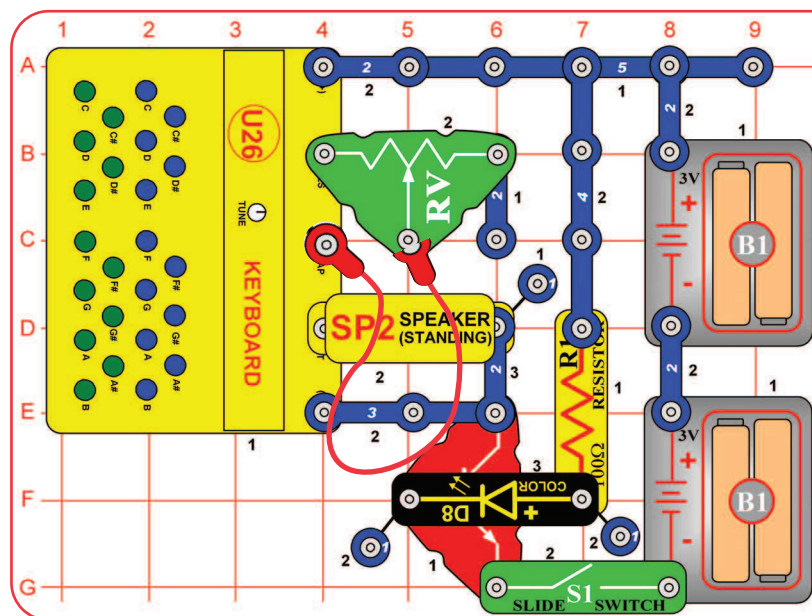 1 2 3 4 5 6 7 8 9
A
B
C
D
E
F
G
U26
TUNE
KEYBOARD
C
C#
D
D#
E
F
F#
G
G#
A
A#
B
C
C#
D
D#
E
F
F#
G
G#
A
A#
B
1
2
2
5
1
2
2
1
2
RV
2
1
4
2
3V
+
-
B1
1
1
SP2 SPEAKER
(STANDING)
2
2
3
R1
RESISTOR
100Ω
1
2
2
1
3
2
3
3V
+
-
B1
D8
+
COLOR
1
2
1
2
1
2
S1
SLIDE SWITCH